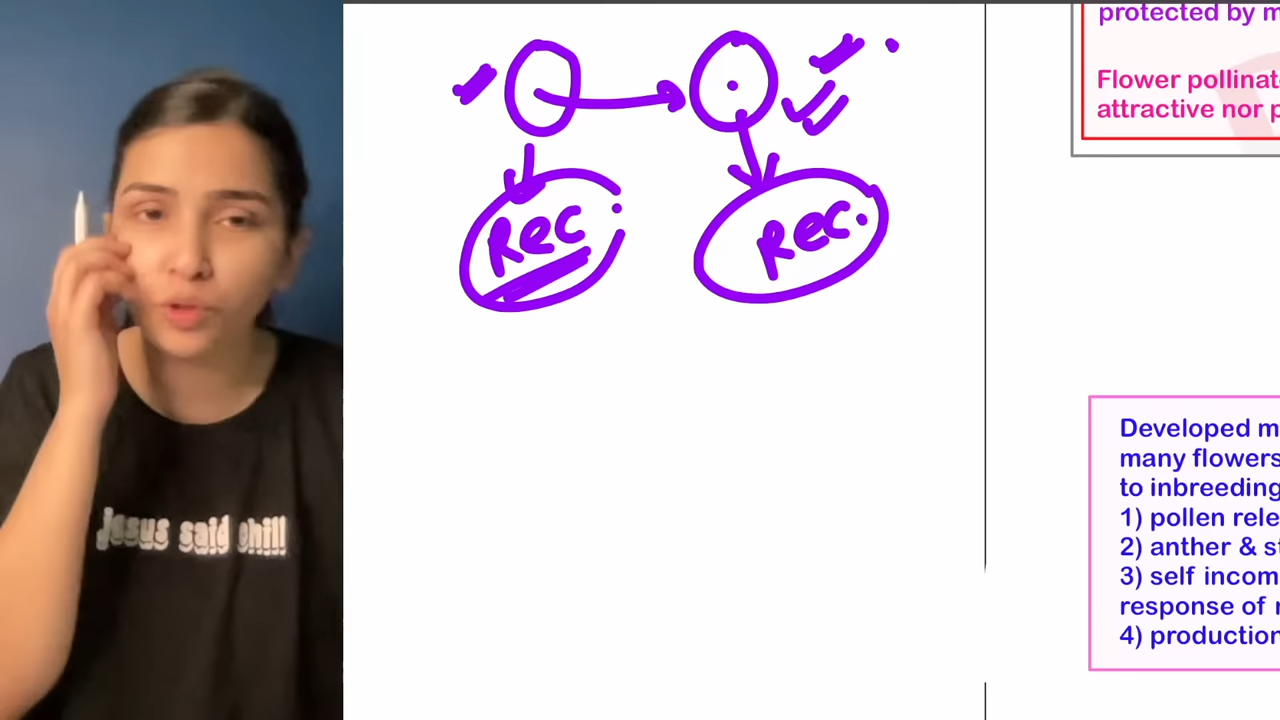 Rec
Rec.
jesus said chill
protected by m
Flower pollinat
attractive nor p
Developed m
many flowers
to inbreeding
1) pollen rele
2) anther & st
3) self incom
response of r
4) production